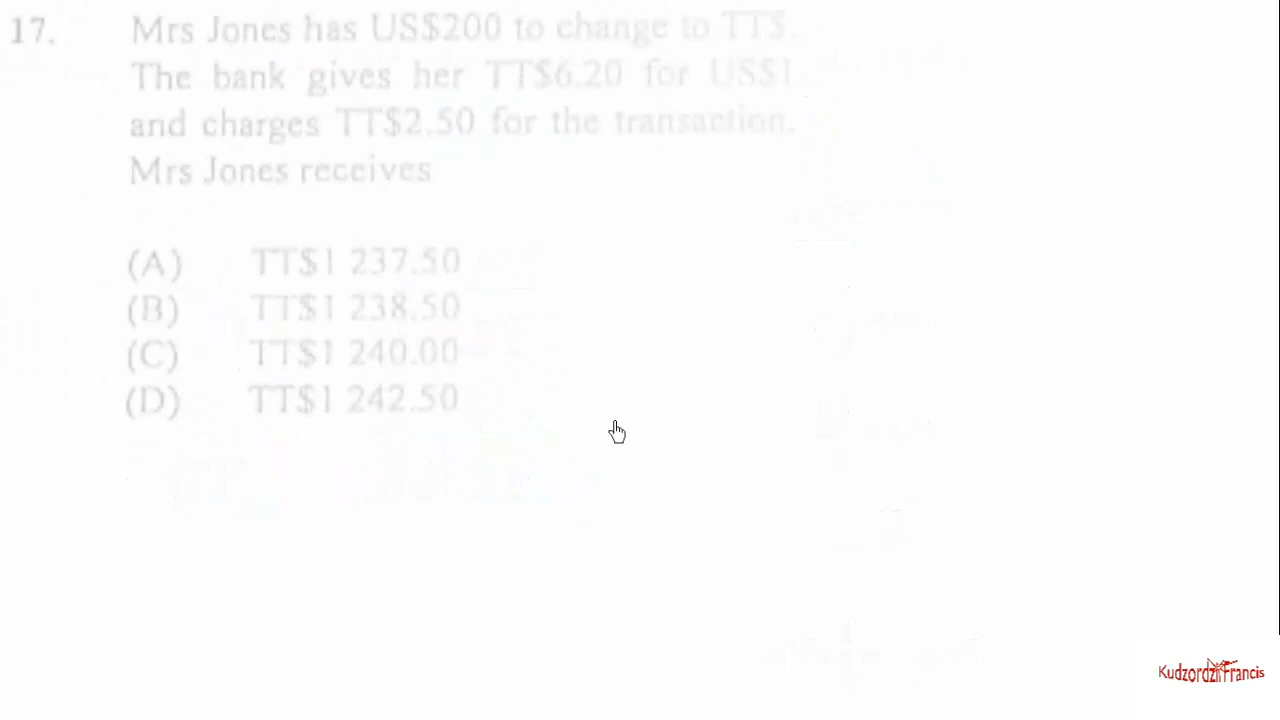 17. Mrs Jones has US$200 to change to TT$.
The bank gives her TT$6.20 for US$1
and charges TT$2.50 for the transaction.
Mrs Jones receives
(A) TT$1 237.50
(B) TT$1 238.50
(C) TT$1 240.00
(D) TT$1 242.50
Kudzordzi Francis